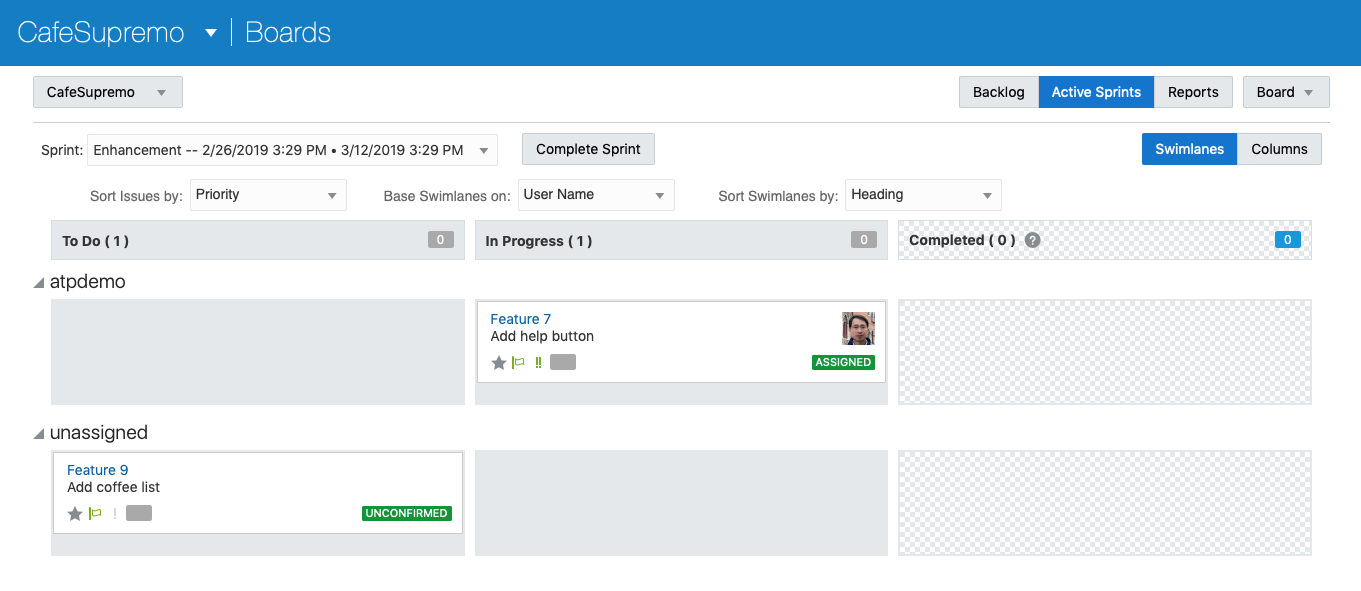 CafeSupremo Boards
CafeSupremo Backlog Active Sprints Reports Board
Sprint: Enhancement -- 2/26/2019 3:29 PM • 3/12/2019 3:29 PM Complete Sprint Swimlanes Columns
Sort Issues by: Priority Base Swimlanes on: User Name Sort Swimlanes by: Heading
To Do ( 1 ) 0 In Progress ( 1 ) 0 Completed ( 0 ) ? 0
atpdemo
Feature 7
Add help button
!! ASSIGNED
unassigned
Feature 9
Add coffee list
! UNCONFIRMED